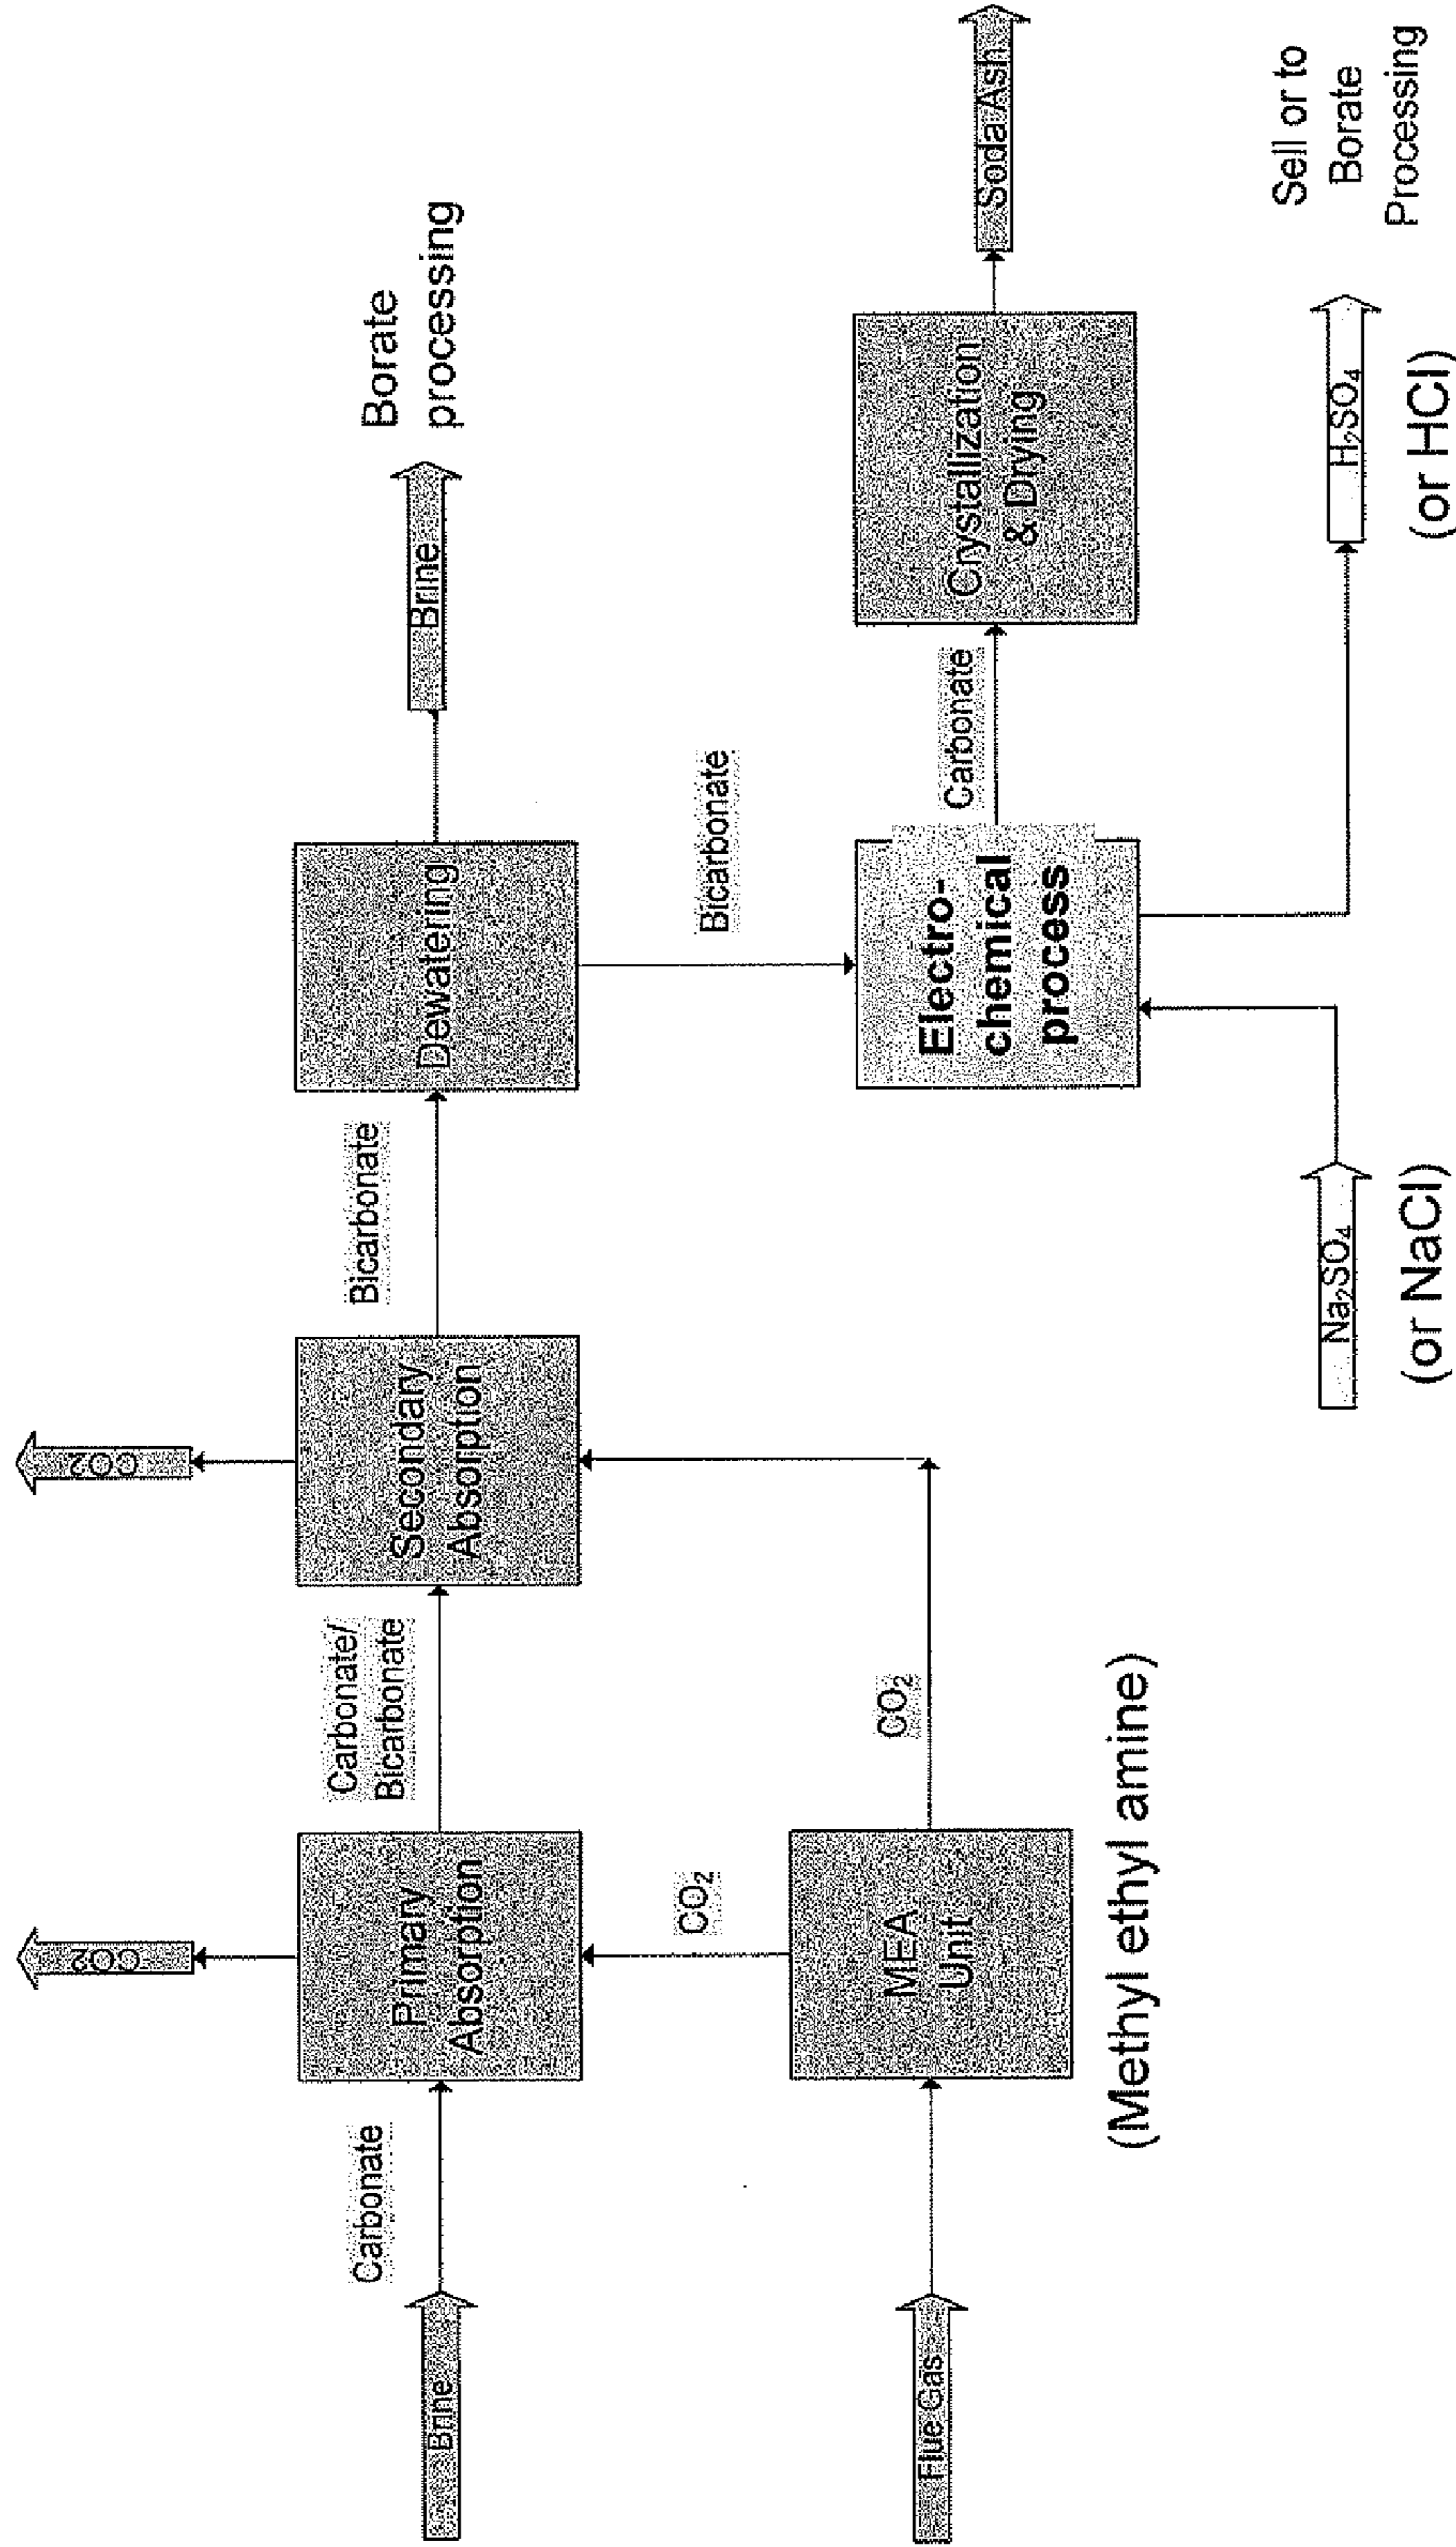 CO2
CO2
Brine
Carbonate
Primary
Absorption
Carbonate/
Bicarbonate
Secondary
Absorption
Bicarbonate
Dewatering
Brine
Borate
processing
CO₂
Bicarbonate
Flue Gas
MEA
Unit
(Methyl ethyl amine)
CO₂
Electro-
chemical
process
Carbonate
Crystallization
& Drying
Soda Ash
Na₂SO₄
(or NaCl)
H₂SO₄
(or HCl)
Sell or to
Borate
Processing